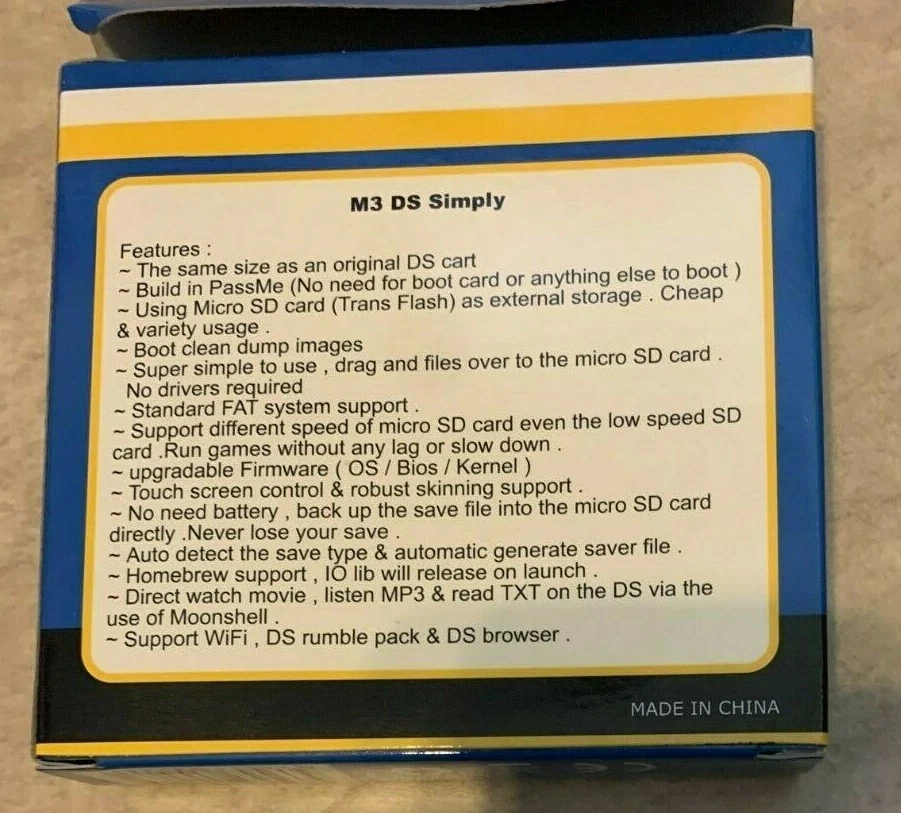 M3 DS Simply
Features :
~ The same size as an original DS cart
~ Build in PassMe (No need for boot card or anything else to boot )
~ Using Micro SD card (Trans Flash) as external storage . Cheap
& variety usage .
~ Boot clean dump images
~ Super simple to use , drag and files over to the micro SD card .
No drivers required
~ Standard FAT system support .
~ Support different speed of micro SD card even the low speed SD
card .Run games without any lag or slow down .
~ upgradable Firmware ( OS / Bios / Kernel )
~ Touch screen control & robust skinning support .
~ No need battery , back up the save file into the micro SD card
directly .Never lose your save .
~ Auto detect the save type & automatic generate saver file .
~ Homebrew support , IO lib will release on launch .
~ Direct watch movie , listen MP3 & read TXT on the DS via the
use of Moonshell .
~ Support WiFi , DS rumble pack & DS browser .
MADE IN CHINA